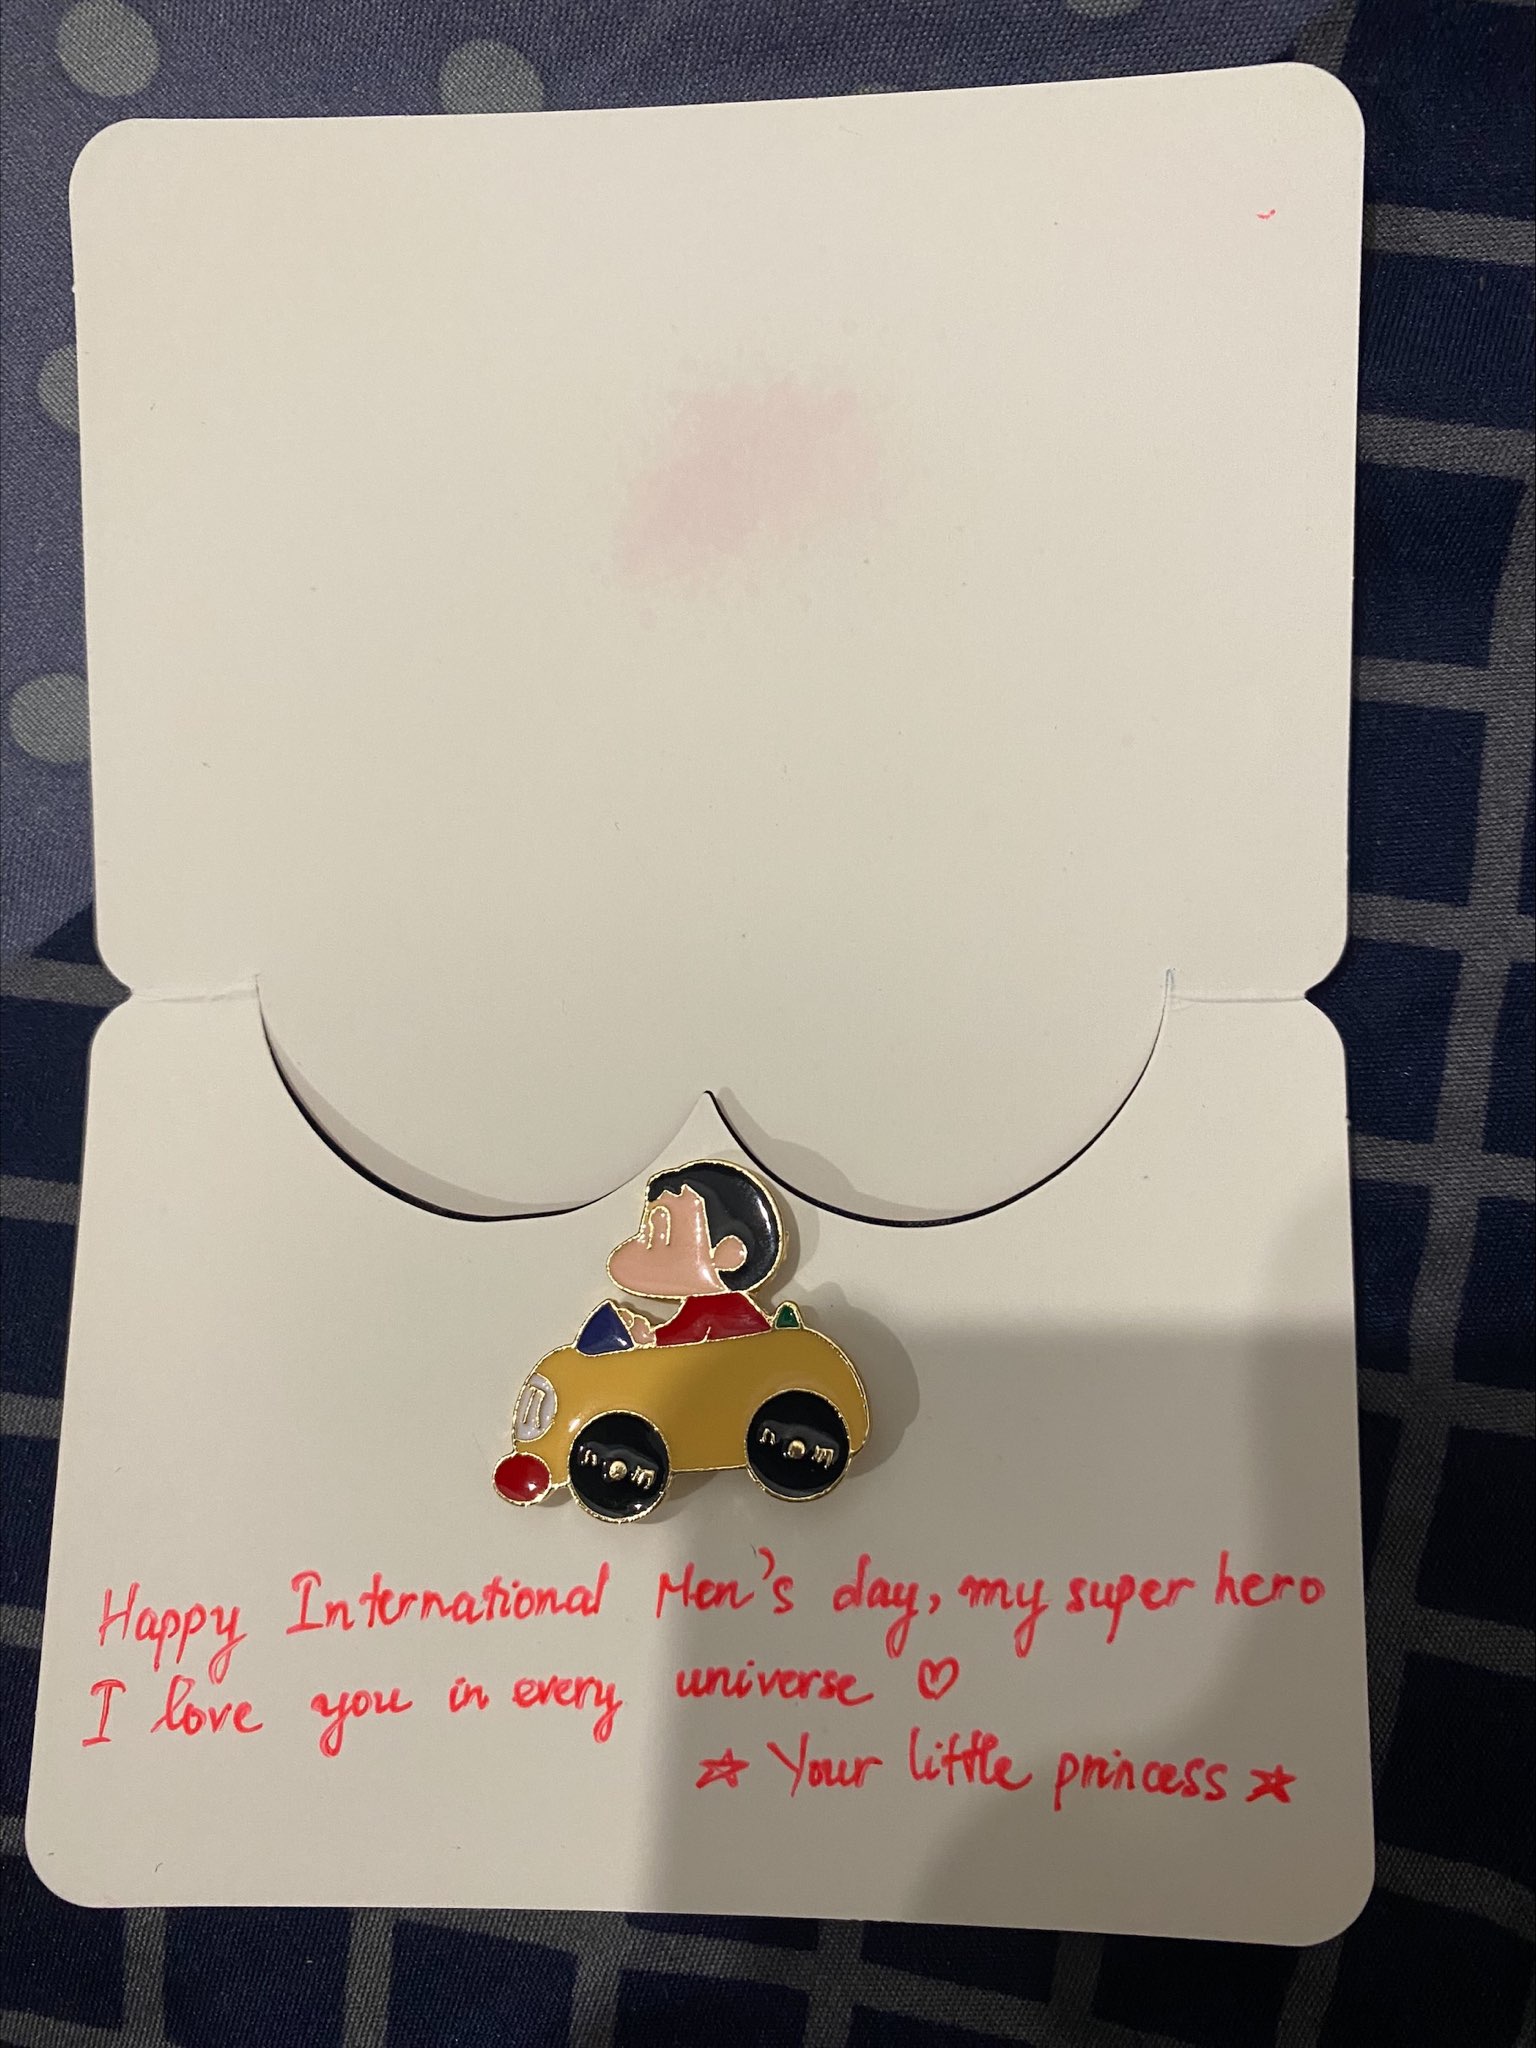 Happy International Men's day, my super hero
I love you in every universe ♡
☆ Your little princess ☆